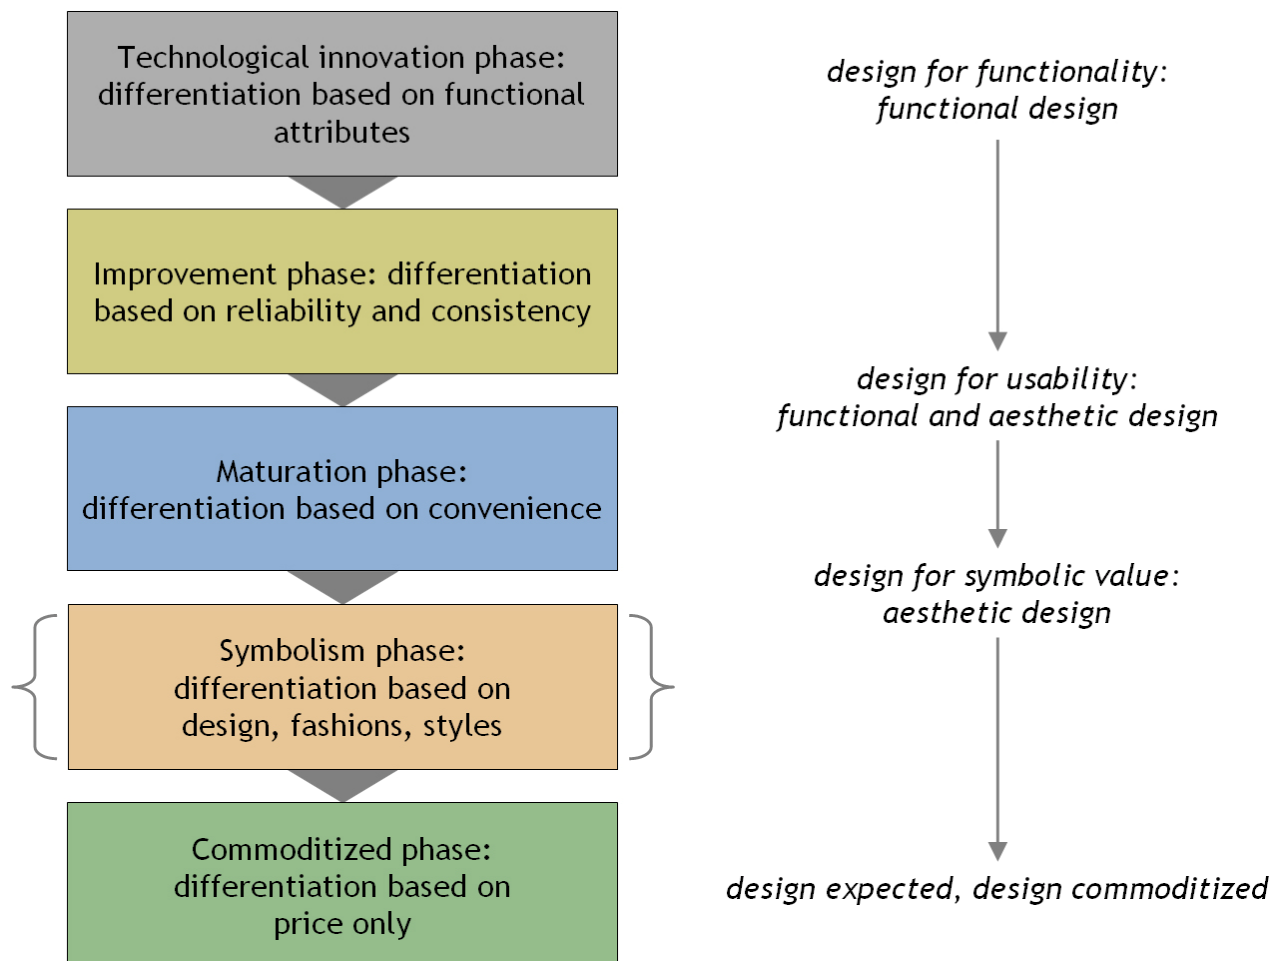 Technological innovation phase:
differentiation based on functional
attributes
design for functionality:
functional design
Improvement phase: differentiation
based on reliability and consistency
design for usability:
functional and aesthetic design
Maturation phase:
differentiation based on convenience
design for symbolic value:
aesthetic design
Symbolism phase:
differentiation based on
design, fashions, styles
Commoditized phase:
differentiation based on
price only
design expected, design commoditized